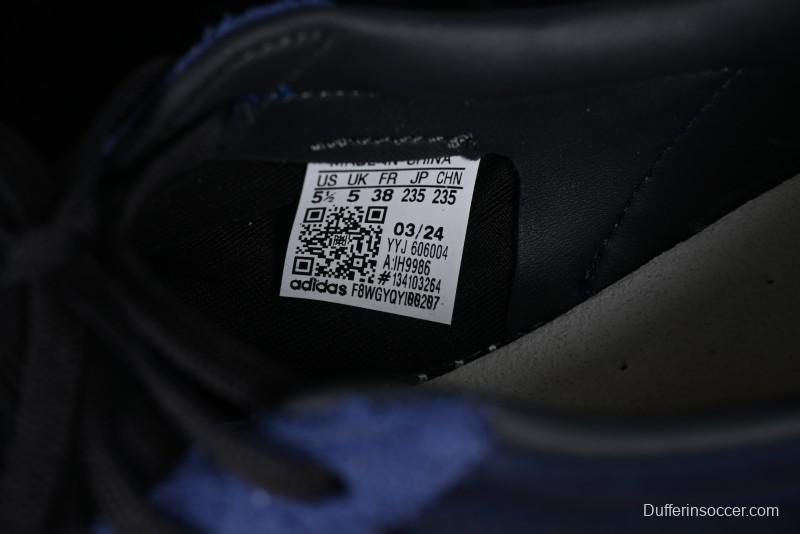 MADE IN CHINA
US UK FR JP CHN
5½ 5 38 235 235
03/24
YYJ 606004
A:IH9986
#134103264
adidas F8WGYQYI00207
Dufferinsoccer.com